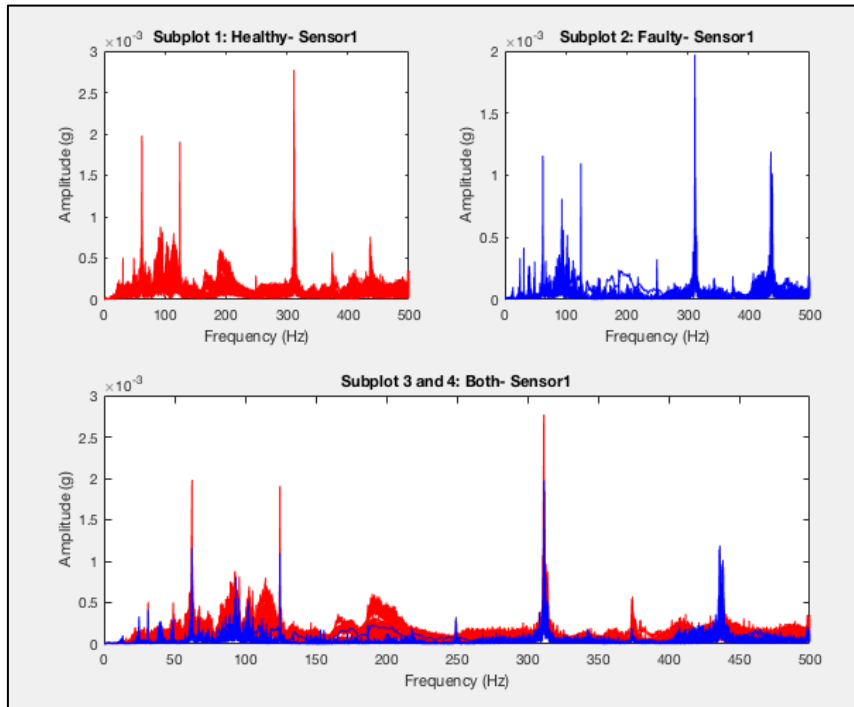 Subplot 1: Healthy- Sensor1
×10⁻³
3
2.5
2
1.5
1
0.5
0
Amplitude (g)
0 100 200 300 400 500
Frequency (Hz)
Subplot 2: Faulty- Sensor1
×10⁻³
2
1.5
1
0.5
0
Amplitude (g)
0 100 200 300 400 500
Frequency (Hz)
Subplot 3 and 4: Both- Sensor1
×10⁻³
3
2.5
2
1.5
1
0.5
0
Amplitude (g)
0 50 100 150 200 250 300 350 400 450 500
Frequency (Hz)